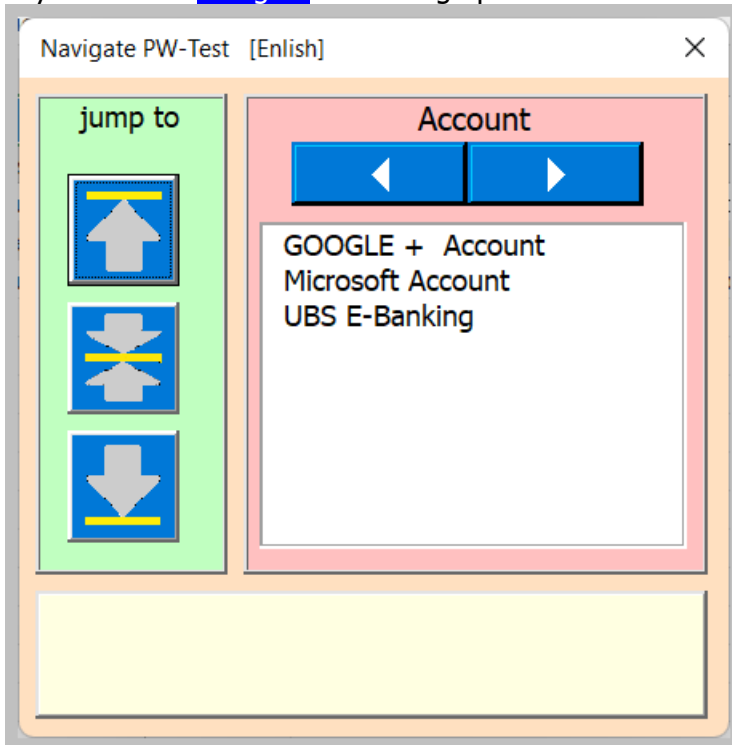 Navigate PW-Test [Enlish]
jump to
Account
GOOGLE +  Account
Microsoft Account
UBS E-Banking